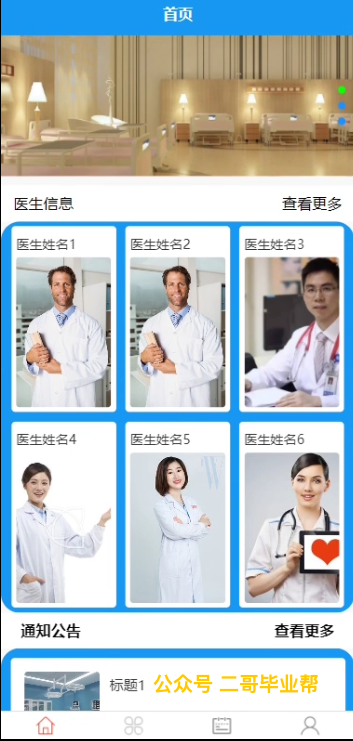 首页
医生信息 查看更多
医生姓名1 医生姓名2 医生姓名3
医生姓名4 医生姓名5 医生姓名6
通知公告 查看更多
标题1 公众号 二哥毕业帮